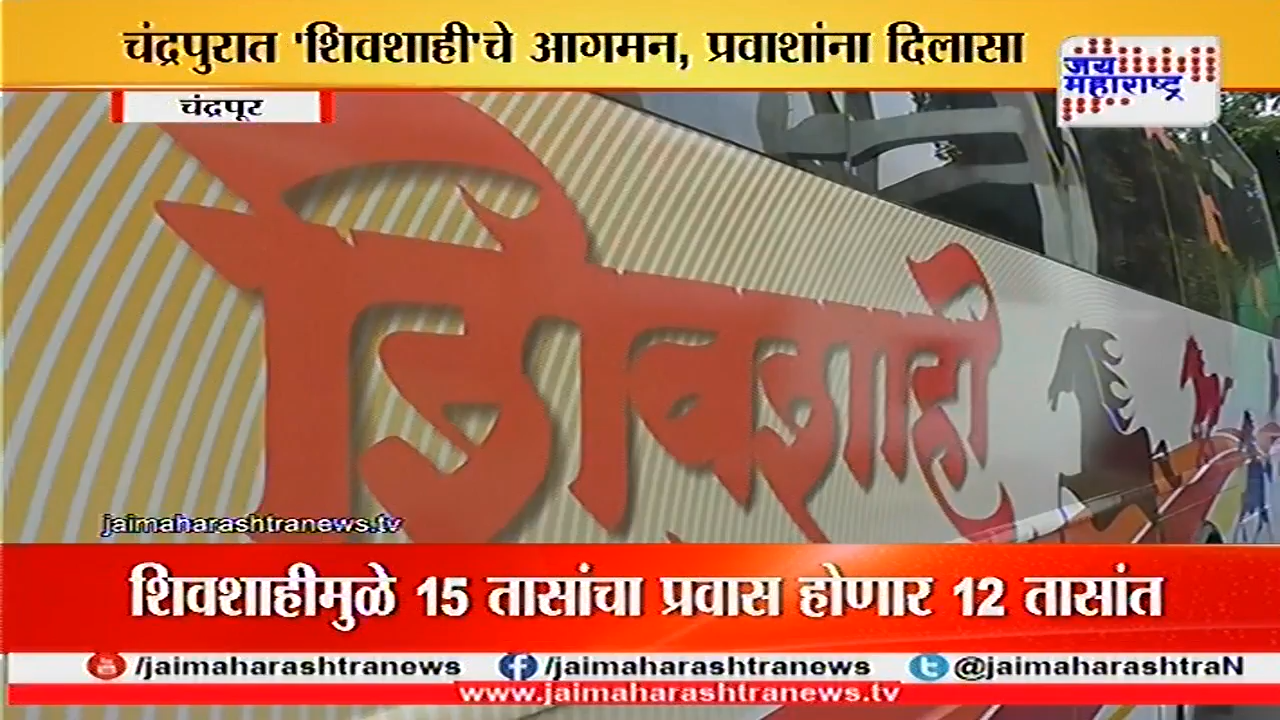 चंद्रपुरात 'शिवशाही'चे आगमन, प्रवाशांना दिलासा
जय
महाराष्ट्र
चंद्रपूर
शिवशाही
jaimaharashtranews.tv
शिवशाहीमुळे 15 तासांचा प्रवास होणार 12 तासांत
/jaimaharashtranews /jaimaharashtranews @jaimaharashtraN
www.jaimaharashtranews.tv